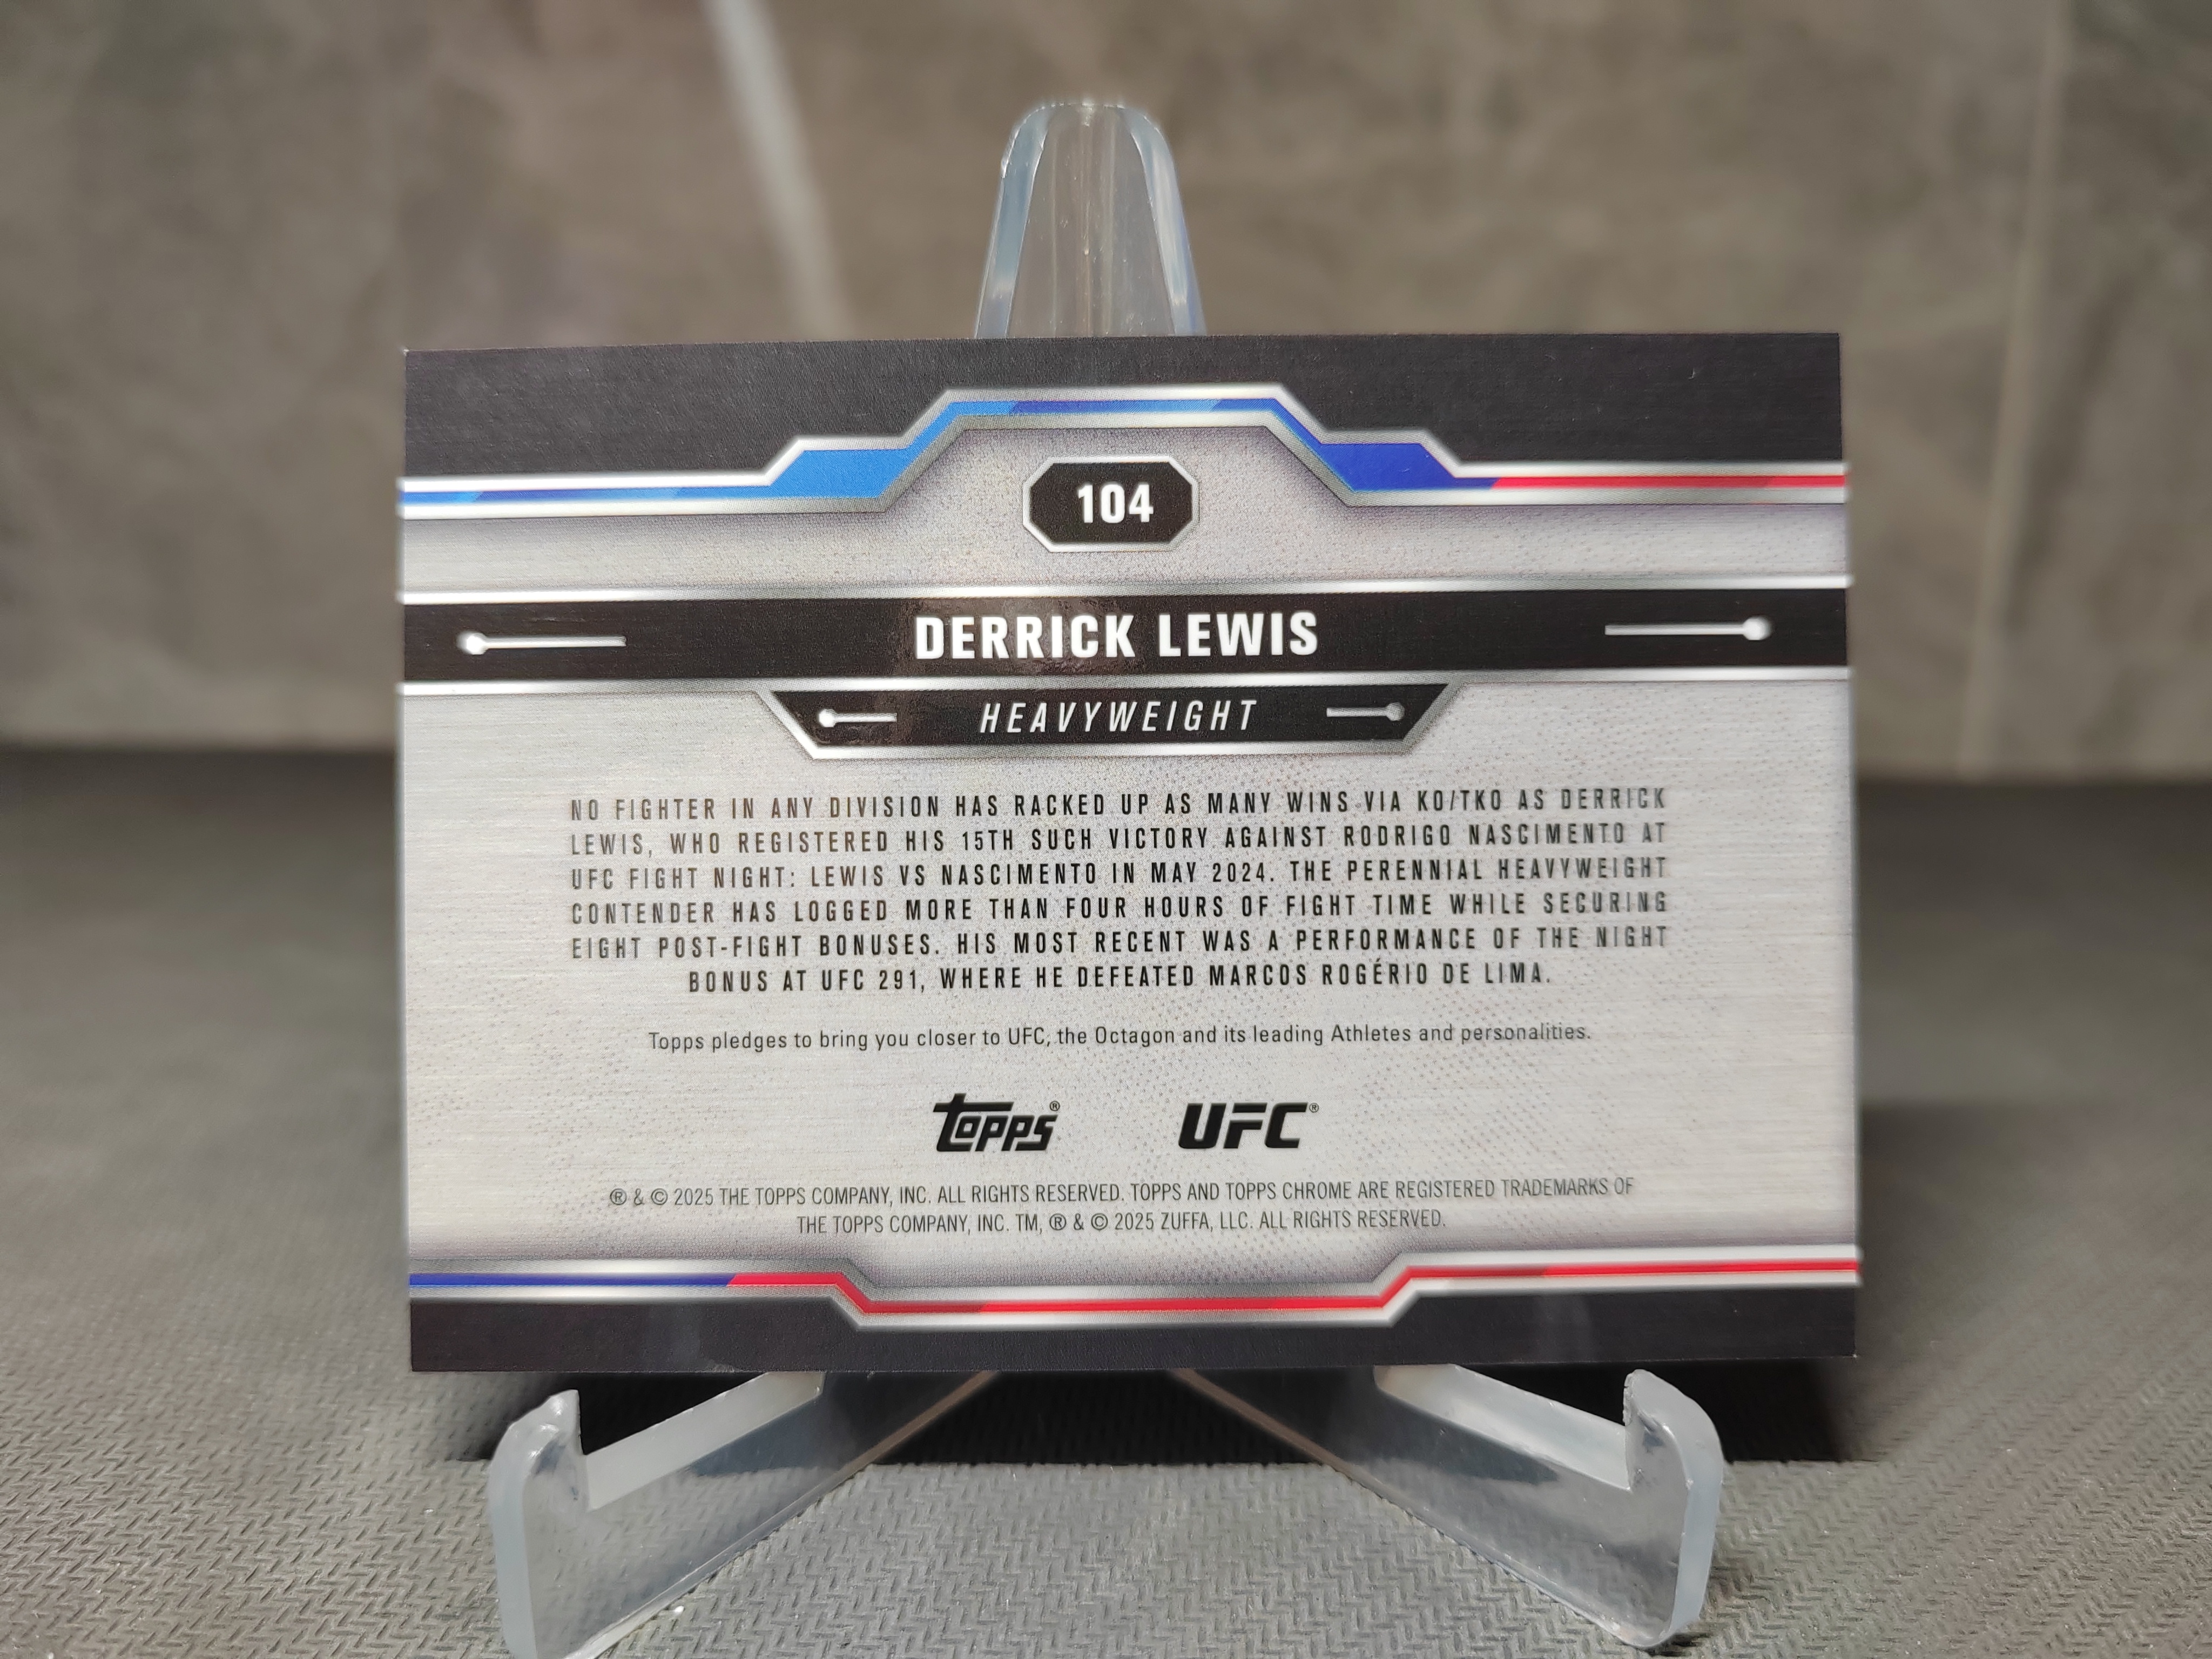 104
DERRICK LEWIS
HEAVYWEIGHT
NO FIGHTER IN ANY DIVISION HAS RACKED UP AS MANY WINS VIA KO/TKO AS DERRICK
LEWIS, WHO REGISTERED HIS 15TH SUCH VICTORY AGAINST RODRIGO NASCIMENTO AT
UFC FIGHT NIGHT: LEWIS VS NASCIMENTO IN MAY 2024. THE PERENNIAL HEAVYWEIGHT
CONTENDER HAS LOGGED MORE THAN FOUR HOURS OF FIGHT TIME WHILE SECURING
EIGHT POST-FIGHT BONUSES. HIS MOST RECENT WAS A PERFORMANCE OF THE NIGHT
BONUS AT UFC 291, WHERE HE DEFEATED MARCOS ROGÉRIO DE LIMA.
Topps pledges to bring you closer to UFC, the Octagon and its leading Athletes and personalities.
Topps® UFC®
® & © 2025 THE TOPPS COMPANY, INC. ALL RIGHTS RESERVED. TOPPS AND TOPPS CHROME ARE REGISTERED TRADEMARKS OF
THE TOPPS COMPANY, INC. TM, ® & © 2025 ZUFFA, LLC. ALL RIGHTS RESERVED.